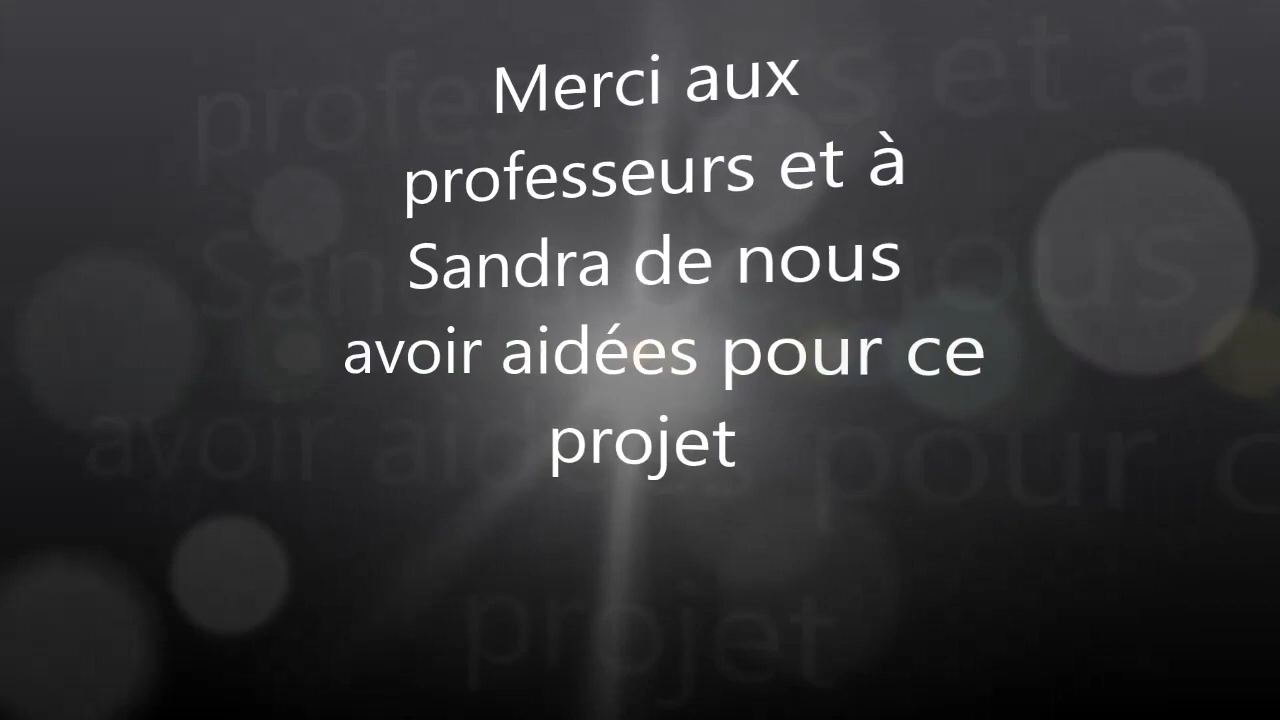 Merci aux
professeurs et à
Sandra de nous
avoir aidées pour ce
projet